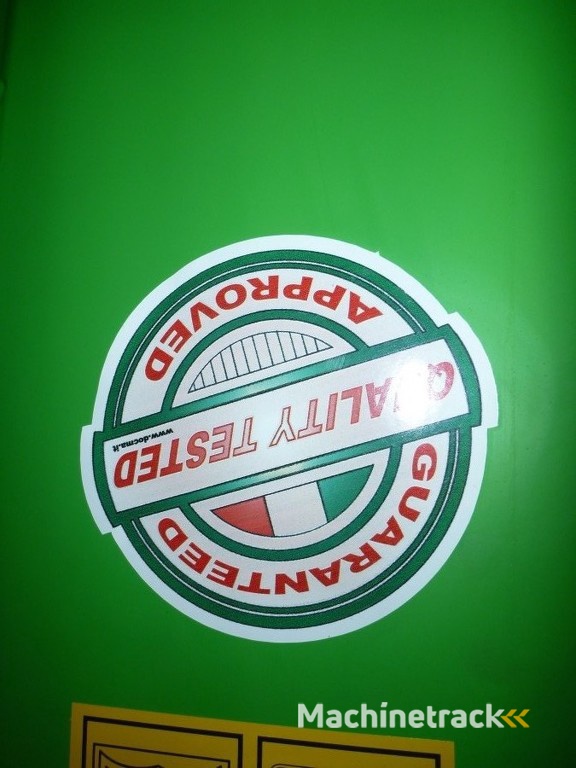 GUARANTEED
QUALITY TESTED
www.docma.it
APPROVED
Machinetrack